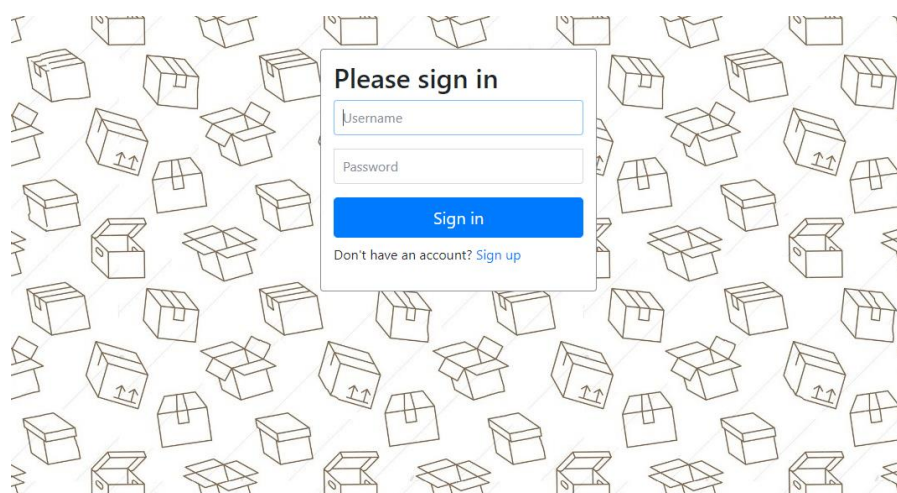 Please sign in
Username
Password
Sign in
Don't have an account? Sign up